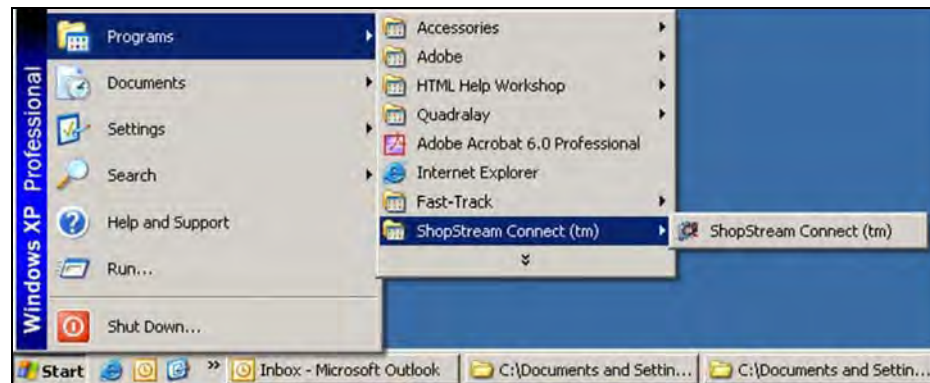 Windows XP Professional
Programs
Documents
Settings
Search
Help and Support
Run...
Shut Down...
Accessories
Adobe
HTML Help Workshop
Quadralay
Adobe Acrobat 6.0 Professional
Internet Explorer
Fast-Track
ShopStream Connect (tm)
ShopStream Connect (tm)
Start
Inbox - Microsoft Outlook
C:\Documents and Settin...
C:\Documents and Settin...